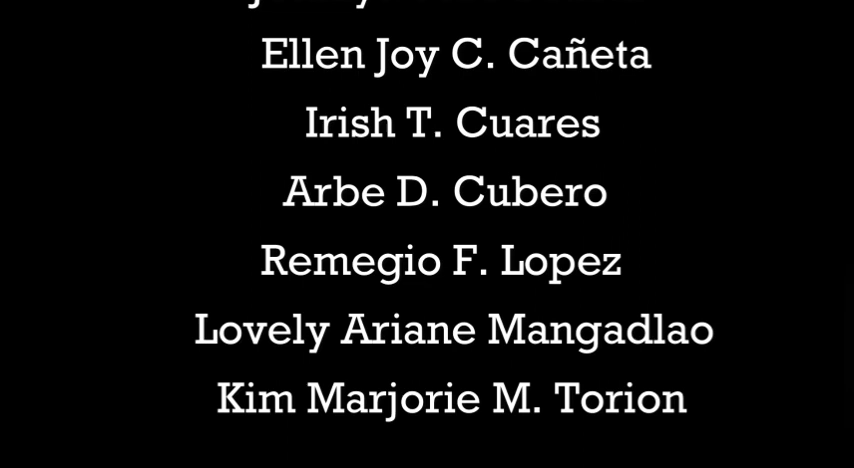 Ellen Joy C. Cañeta
Irish T. Cuares
Arbe D. Cubero
Remegio F. Lopez
Lovely Ariane Mangadlao
Kim Marjorie M. Torion